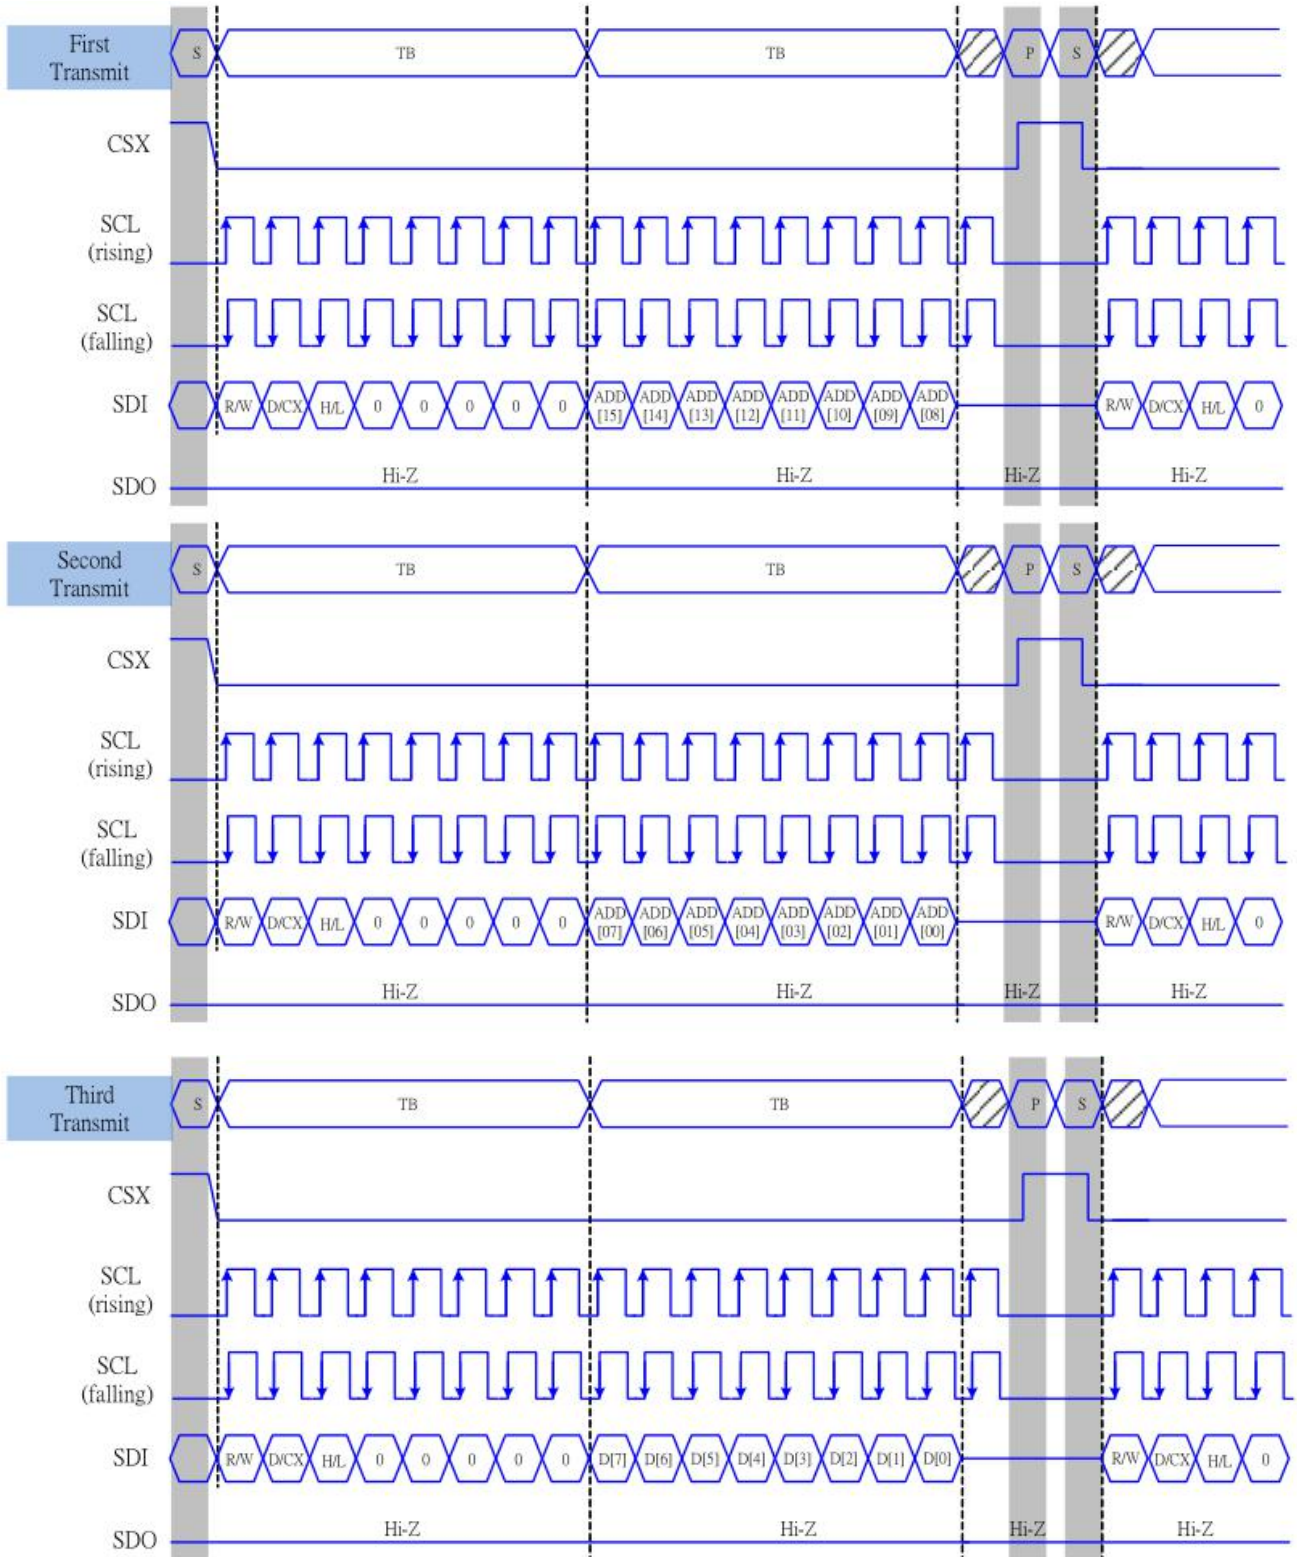 First
Transmit
S TB TB P S
CSX
SCL
(rising)
SCL
(falling)
SDI R/W D/CX H/L 0 0 0 0 0 ADD [15] ADD [14] ADD [13] ADD [12] ADD [11] ADD [10] ADD [09] ADD [08] R/W D/CX H/L 0
SDO Hi-Z Hi-Z Hi-Z Hi-Z
Second
Transmit
S TB TB P S
CSX
SCL
(rising)
SCL
(falling)
SDI R/W D/CX H/L 0 0 0 0 0 ADD [07] ADD [06] ADD [05] ADD [04] ADD [03] ADD [02] ADD [01] ADD [00] R/W D/CX H/L 0
SDO Hi-Z Hi-Z Hi-Z Hi-Z
Third
Transmit
S TB TB P S
CSX
SCL
(rising)
SCL
(falling)
SDI R/W D/CX H/L 0 0 0 0 0 D[7] D[6] D[5] D[4] D[3] D[2] D[1] D[0] R/W D/CX H/L 0
SDO Hi-Z Hi-Z Hi-Z Hi-Z